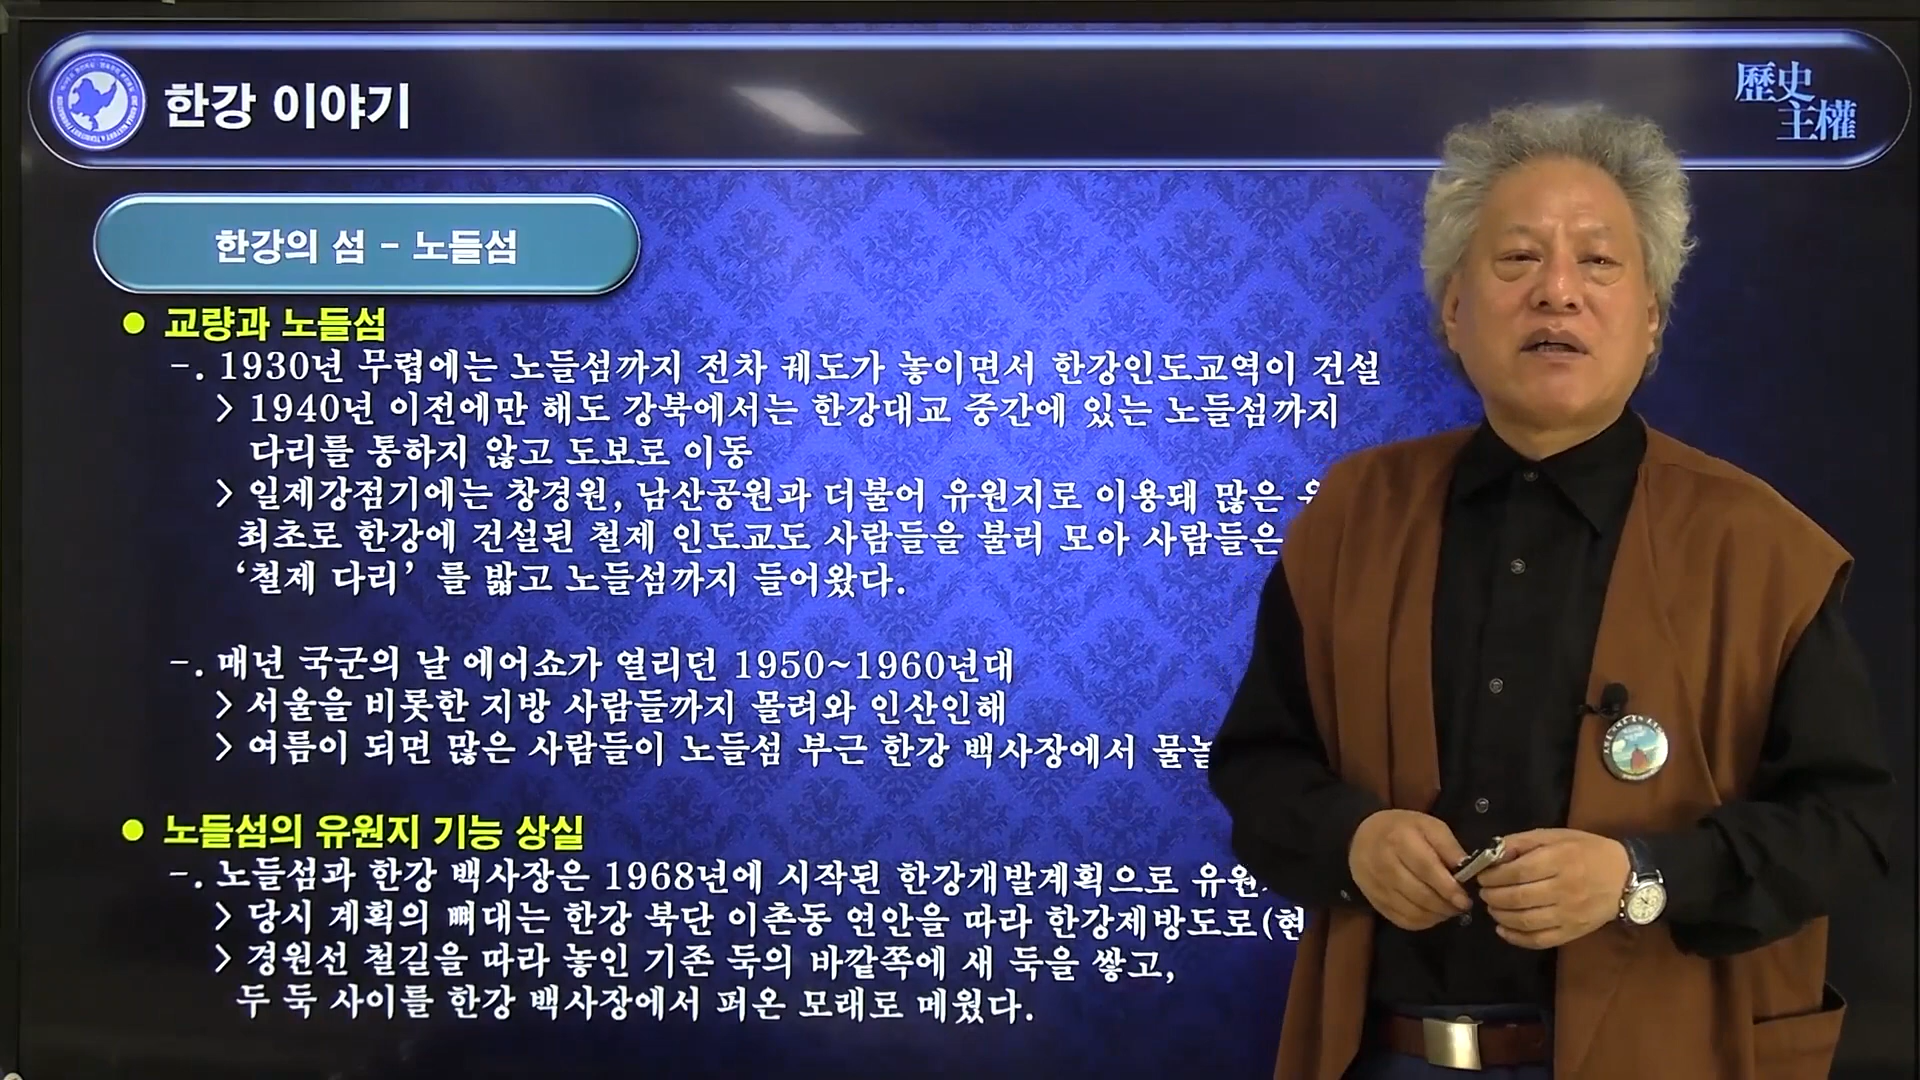 한강 이야기
歷史
主權
한강의 섬 - 노들섬
● 교량과 노들섬
-. 1930년 무렵에는 노들섬까지 전차 궤도가 놓이면서 한강인도교역이 건설
> 1940년 이전에만 해도 강북에서는 한강대교 중간에 있는 노들섬까지
다리를 통하지 않고 도보로 이동
> 일제강점기에는 창경원, 남산공원과 더불어 유원지로 이용돼 많은
최초로 한강에 건설된 철제 인도교도 사람들을 불러 모아 사람들은
‘철제 다리’ 를 밟고 노들섬까지 들어왔다.
-. 매년 국군의 날 에어쇼가 열리던 1950~1960년대
> 서울을 비롯한 지방 사람들까지 몰려와 인산인해
> 여름이 되면 많은 사람들이 노들섬 부근 한강 백사장에서
● 노들섬의 유원지 기능 상실
-. 노들섬과 한강 백사장은 1968년에 시작된 한강개발계획으로
> 당시 계획의 뼈대는 한강 북단 이촌동 연안을 따라 한강제방도로(현
> 경원선 철길을 따라 놓인 기존 둑의 바깥쪽에 새 둑을 쌓고,
두 둑 사이를 한강 백사장에서 퍼온 모래로 메웠다.